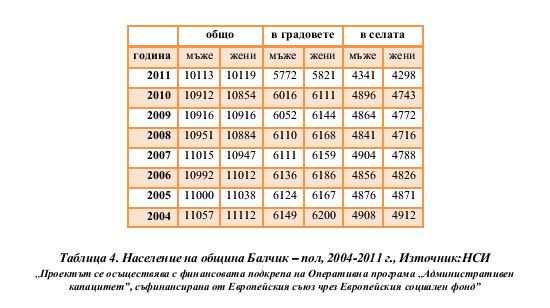 общо в градовете в селата
година мъже жени мъже жени мъже жени
2011 10113 10119 5772 5821 4341 4298
2010 10912 10854 6016 6111 4896 4743
2009 10916 10916 6052 6144 4864 4772
2008 10951 10884 6110 6168 4841 4716
2007 11015 10947 6111 6159 4904 4788
2006 10992 11012 6136 6186 4856 4826
2005 11000 11038 6124 6167 4876 4871
2004 11057 11112 6149 6200 4908 4912
Таблица 4. Население на община Балчик – пол, 2004-2011 г., Източник:НСИ
„Проектът се осъществява с финансовата подкрепа на Оперативна програма „Административен
капацитет”, съфинансирана от Европейския съюз чрез Европейския социален фонд”